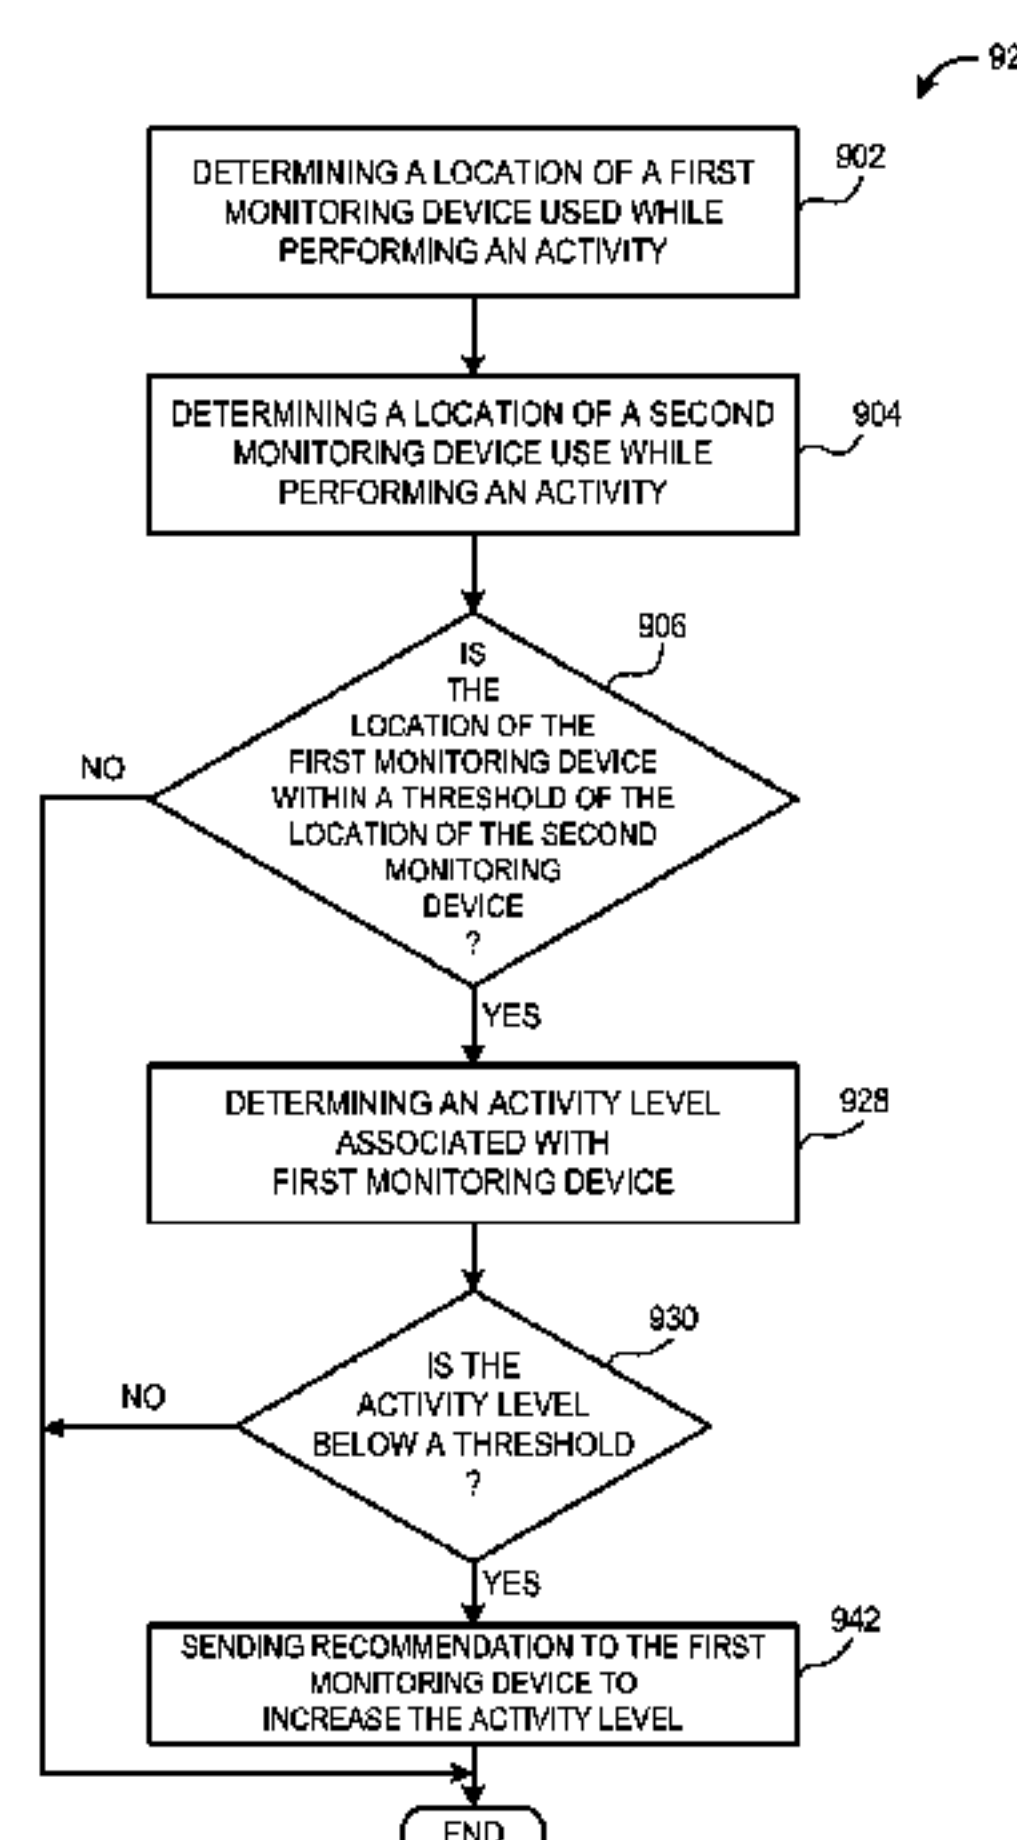 902
DETERMINING A LOCATION OF A FIRST
MONITORING DEVICE USED WHILE
PERFORMING AN ACTIVITY
904
DETERMINING A LOCATION OF A SECOND
MONITORING DEVICE USE WHILE
PERFORMING AN ACTIVITY
906
IS
THE
LOCATION OF THE
FIRST MONITORING DEVICE
WITHIN A THRESHOLD OF THE
LOCATION OF THE SECOND
MONITORING
DEVICE
?
NO
YES
928
DETERMINING AN ACTIVITY LEVEL
ASSOCIATED WITH
FIRST MONITORING DEVICE
930
IS THE
ACTIVITY LEVEL
BELOW A THRESHOLD
?
NO
YES
942
SENDING RECOMMENDATION TO THE FIRST
MONITORING DEVICE TO
INCREASE THE ACTIVITY LEVEL
END